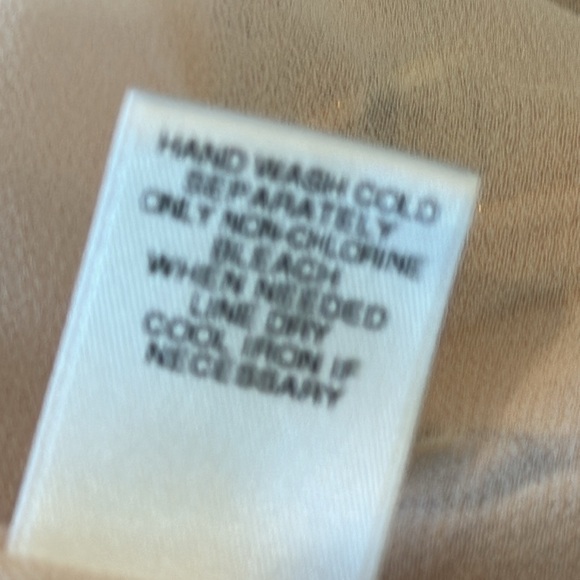 HAND WASH COLD
SEPARATELY
ONLY NON-CHLORINE
BLEACH
WHEN NEEDED
LINE DRY
COOL IRON IF
NECESSARY